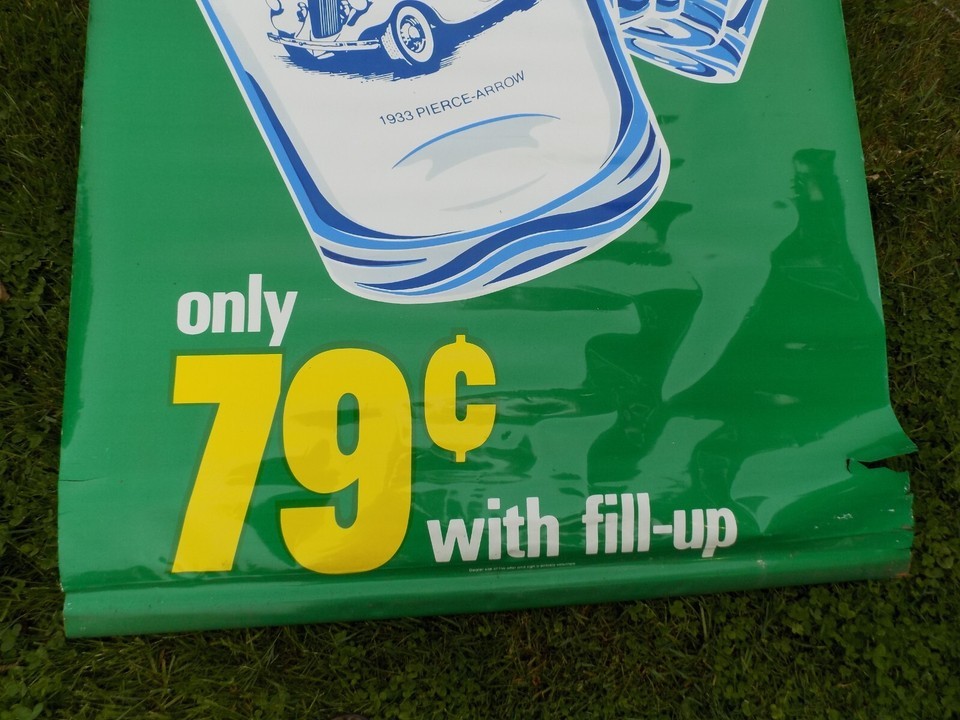 1933 PIERCE-ARROW
only
79¢
with fill-up